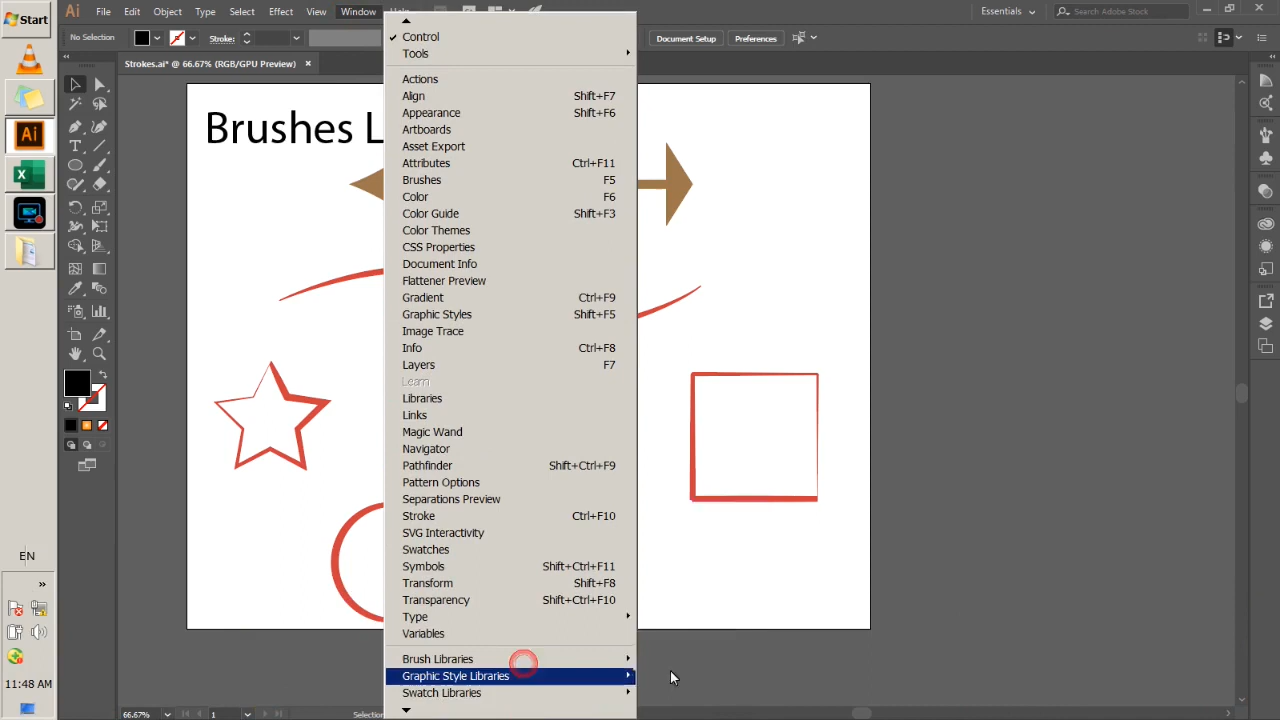 Start
Ai File Edit Object Type Select Effect View Window Help
Essentials
Search Adobe Stock
No Selection
Stroke:
Document Setup
Preferences
Strokes.ai* @ 66.67% (RGB/GPU Preview)
Brushes L
Control
Tools
Actions
Align Shift+F7
Appearance Shift+F6
Artboards
Asset Export
Attributes Ctrl+F11
Brushes F5
Color F6
Color Guide Shift+F3
Color Themes
CSS Properties
Document Info
Flattener Preview
Gradient Ctrl+F9
Graphic Styles Shift+F5
Image Trace
Info Ctrl+F8
Layers F7
Learn
Libraries
Links
Magic Wand
Navigator
Pathfinder Shift+Ctrl+F9
Pattern Options
Separations Preview
Stroke Ctrl+F10
SVG Interactivity
Swatches
Symbols Shift+Ctrl+F11
Transform Shift+F8
Transparency Shift+Ctrl+F10
Type
Variables
Brush Libraries
Graphic Style Libraries
Swatch Libraries
Ai
EN
11:48 AM
66.67%
1
Selection